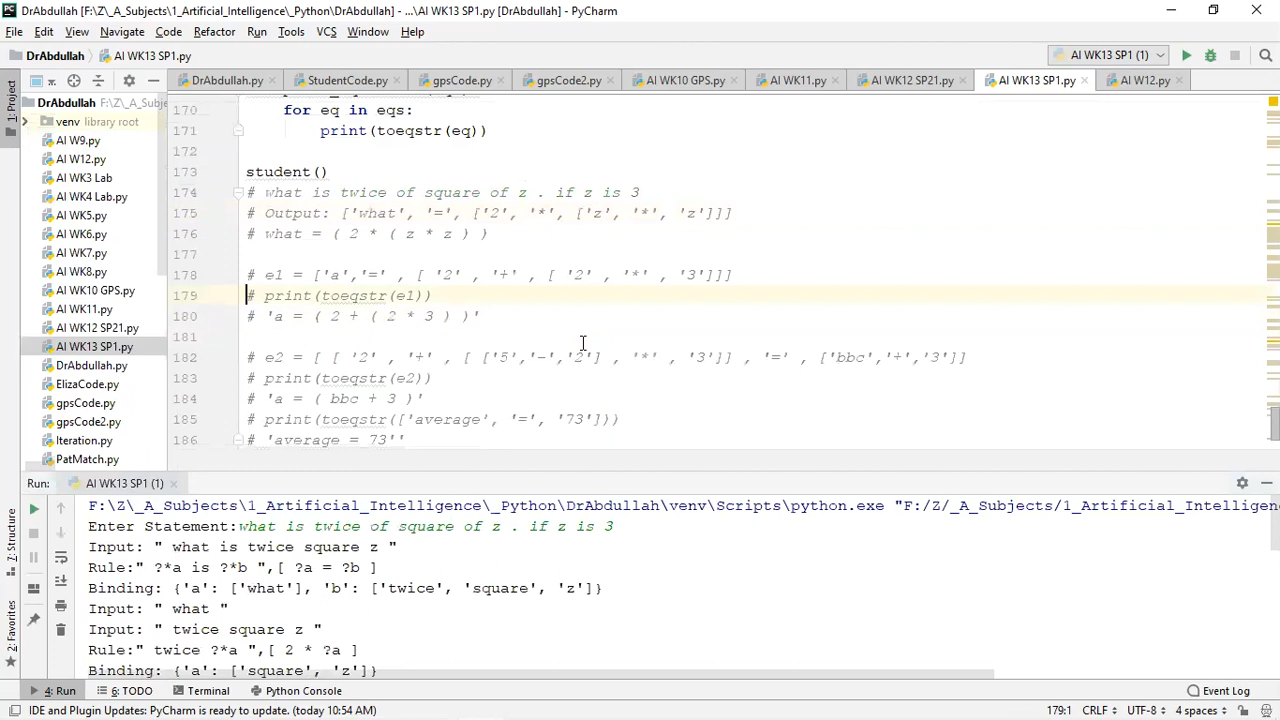 DrAbdullah [F:\Z\_A_Subjects\1_Artificial_Intelligence\_Python\DrAbdullah] - ...\AI WK13 SP1.py [DrAbdullah] - PyCharm
File Edit View Navigate Code Refactor Run Tools VCS Window Help
DrAbdullah AI WK13 SP1.py AI WK13 SP1 (1)
DrAbdullah.py StudentCode.py gpsCode.py gpsCode2.py AI WK10 GPS.py AI WK11.py AI WK12 SP21.py AI WK13 SP1.py AI W12.py
1: Project
DrAbdullah F:\Z\_A_Subje
venv library root
AI W9.py
AI W12.py
AI WK3 Lab
AI WK4 Lab.py
AI WK5.py
AI WK6.py
AI WK7.py
AI WK8.py
AI WK10 GPS.py
AI WK11.py
AI WK12 SP21.py
AI WK13 SP1.py
DrAbdullah.py
ElizaCode.py
gpsCode.py
gpsCode2.py
Iteration.py
PatMatch.py
170 for eq in eqs:
171 print(toeqstr(eq))
172
173 student()
174 # what is twice of square of z . if z is 3
175 # Output: ['what', '=', ['2', '*', ['z', '*', 'z']]]
176 # what = ( 2 * ( z * z ) )
177
178 # e1 = ['a','=' , [ '2' , '+' , [ '2' , '*' , '3']]]
179 # print(toeqstr(e1))
180 # 'a = ( 2 + ( 2 * 3 ) )'
181
182 # e2 = [ [ '2' , '+' , [ ['5','-','2'] , '*' , '3']] , '=' , ['bbc','+','3']]
183 # print(toeqstr(e2))
184 # 'a = ( bbc + 3 )'
185 # print(toeqstr(['average , '=', '73']))
186 # 'average = 73''
Run: AI WK13 SP1 (1)
7: Structure
2: Favorites
F:\Z\_A_Subjects\1_Artificial_Intelligence\_Python\DrAbdullah\venv\Scripts\python.exe "F:/Z/_A_Subjects/1_Artificial_Intelligenc
Enter Statement:what is twice of square of z . if z is 3
Input: " what is twice square z "
Rule:" ?*a is ?*b ",[ ?a = ?b ]
Binding: {'a': ['what'], 'b': ['twice', 'square', 'z']}
Input: " what "
Input: " twice square z "
Rule:" twice ?*a ",[ 2 * ?a ]
Binding: {'a': ['square', 'z']}
4: Run 6: TODO Terminal Python Console Event Log
IDE and Plugin Updates: PyCharm is ready to update. (today 10:54 AM) 179:1 CRLF UTF-8 4 spaces